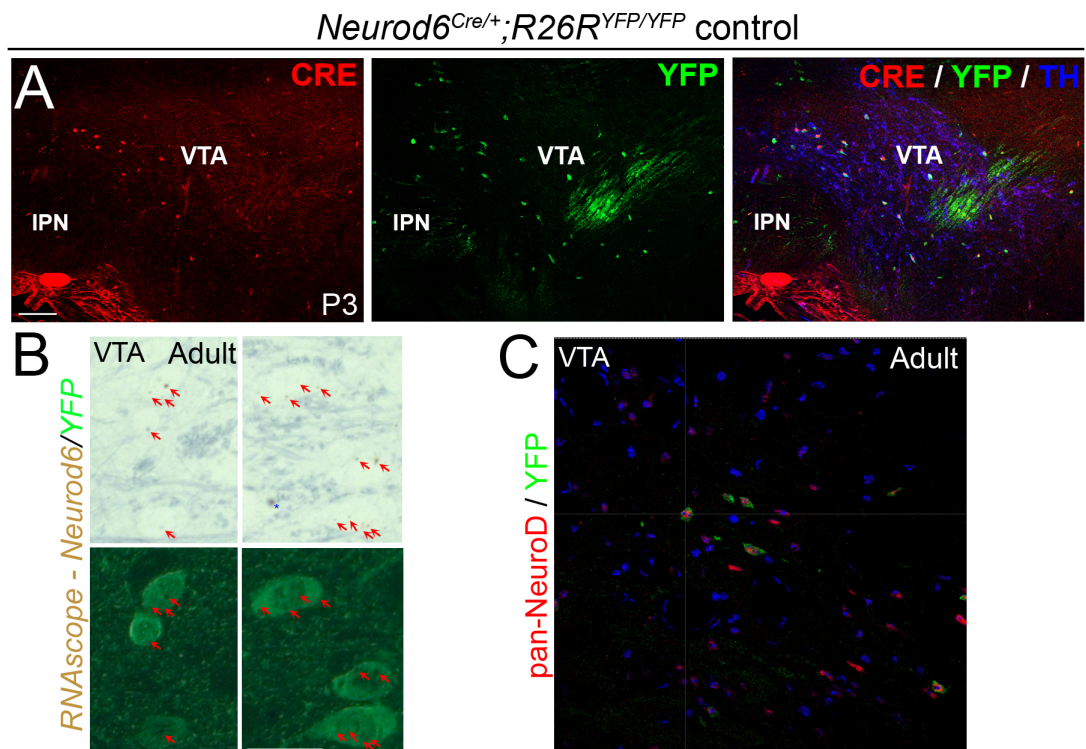 Neurod6Cre/+;R26RYFP/YFP control
A
CRE
VTA
IPN
P3
YFP
VTA
IPN
CRE / YFP / TH
VTA
IPN
B
VTA Adult
RNAscope - Neurod6/YFP
*
C
VTA Adult
pan-NeuroD / YFP